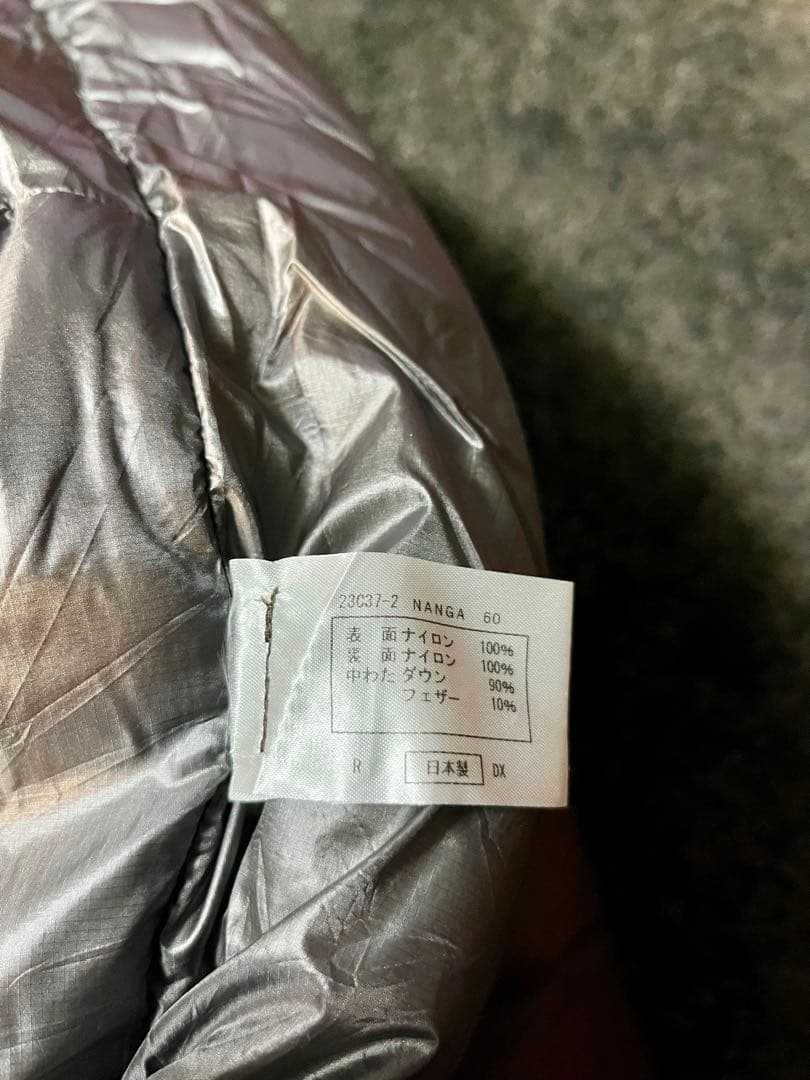 23C37-2 NANGA 60
表 面 ナイロン 100%
裏 面 ナイロン 100%
中わた ダウン 90%
フェザー 10%
R 日本製 DX